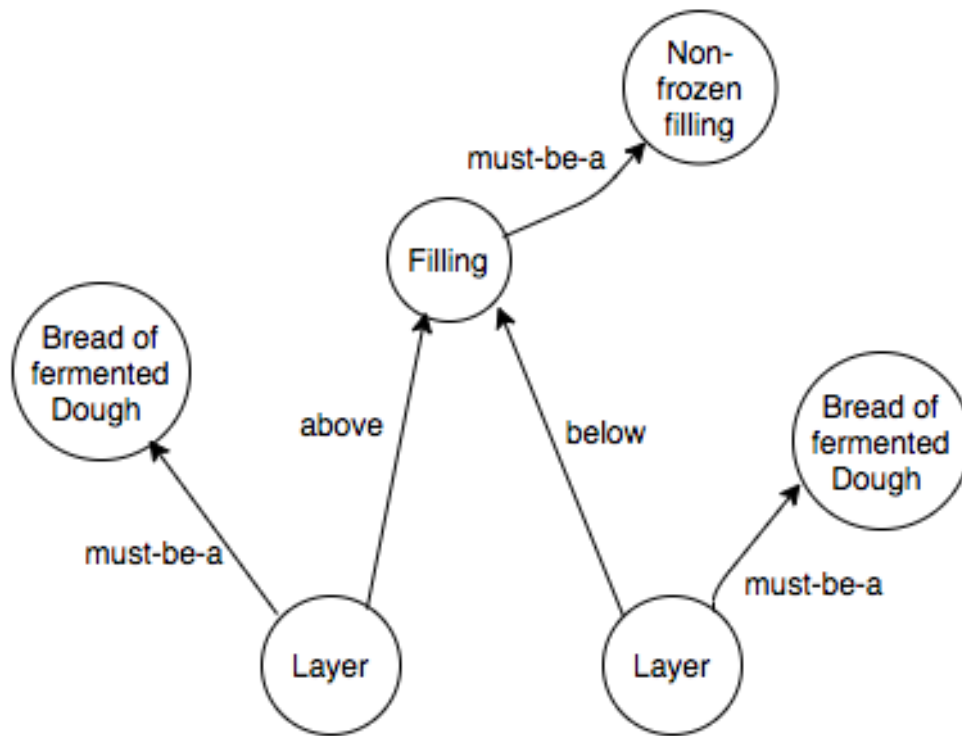 Non-
frozen
filling
must-be-a
Filling
Bread of
fermented
Dough
above
below
Bread of
fermented
Dough
must-be-a
must-be-a
Layer
Layer